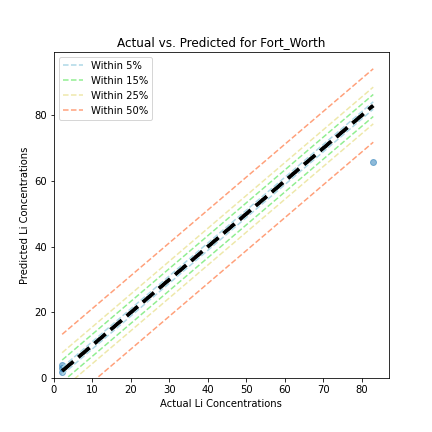 Actual vs. Predicted for Fort_Worth
Within 5%
Within 15%
Within 25%
Within 50%
Predicted Li Concentrations
80
60
40
20
0
0 10 20 30 40 50 60 70 80
Actual Li Concentrations